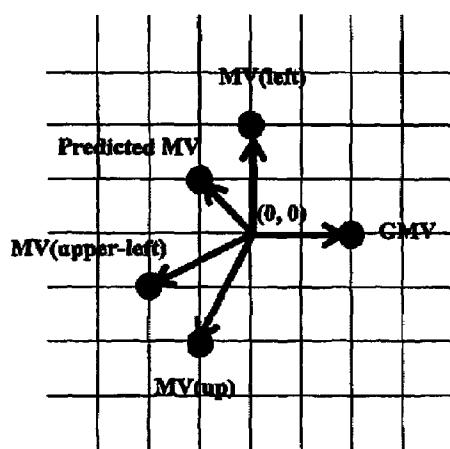 MV(left)
Predicted MV
(0, 0)
GMV
MV(upper-left)
MV(up)